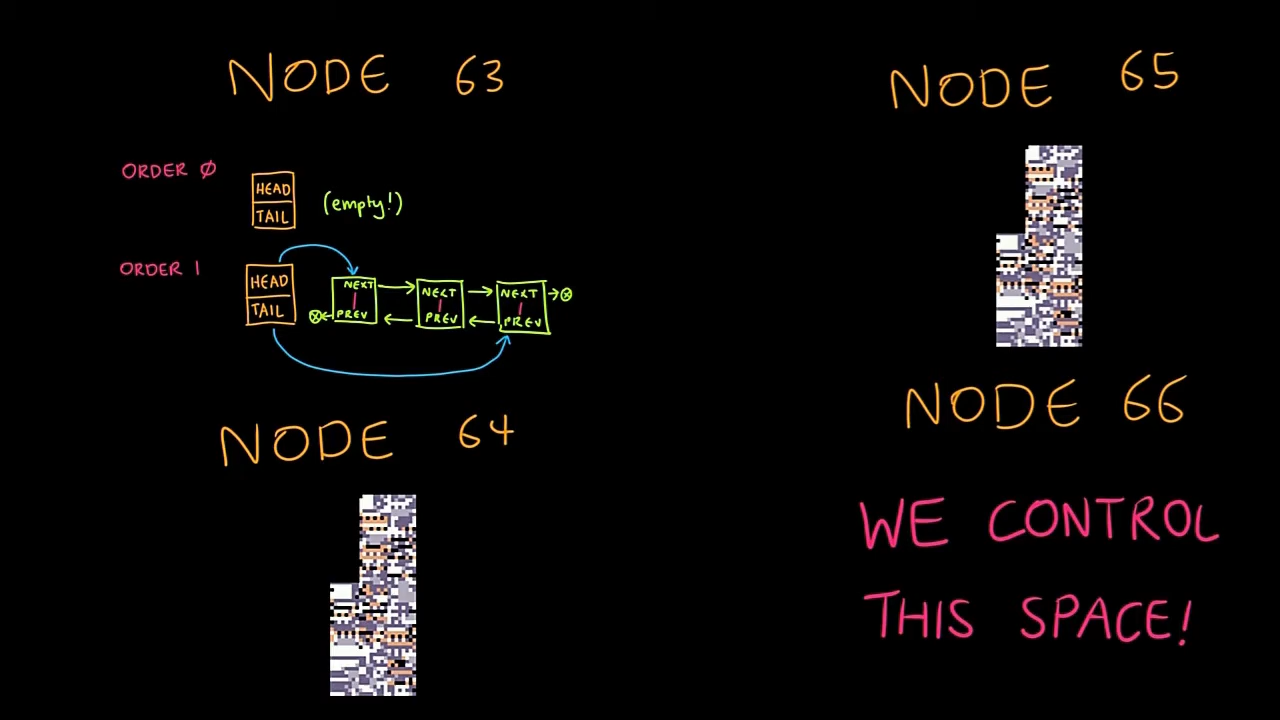 NODE 63
ORDER 0
HEAD
TAIL
(empty!)
ORDER 1
HEAD
TAIL
NEXT
PREV
NEXT
PREV
NEXT
PREV
NODE 64
NODE 65
NODE 66
WE CONTROL
THIS SPACE!